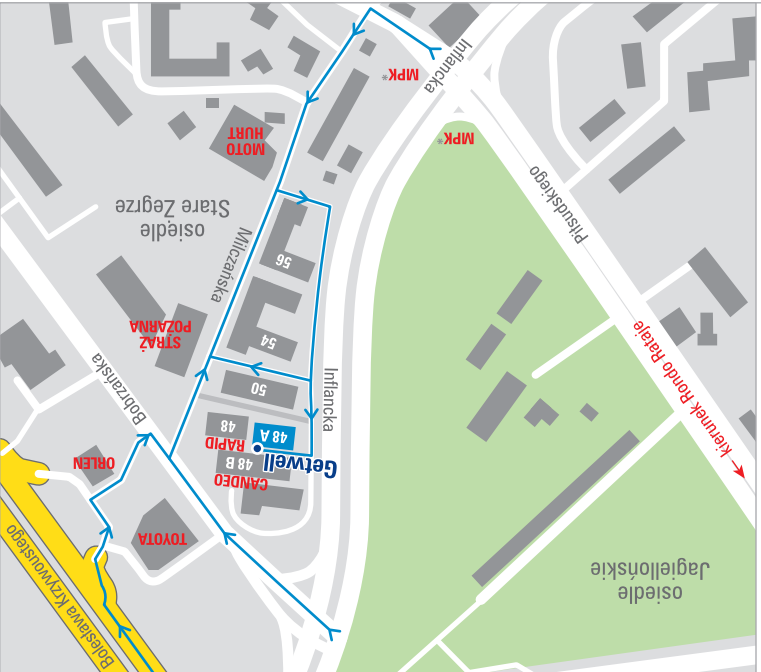 osiedle
Jagiellońskie
Bolesława Krzywoustego
TOYOTA
CANDEO
48 B
Getwell
ORLEN
RAPID
48 A
48
kierunek Rondo Rataje
Inflancka
Bobrzańska
50
54
STRAŻ
POŻARNA
Milczańska
56
osiedle
Stare Żegrze
Piłsudskiego
MOTO
HURT
MPK*
MPK*
Inflancka